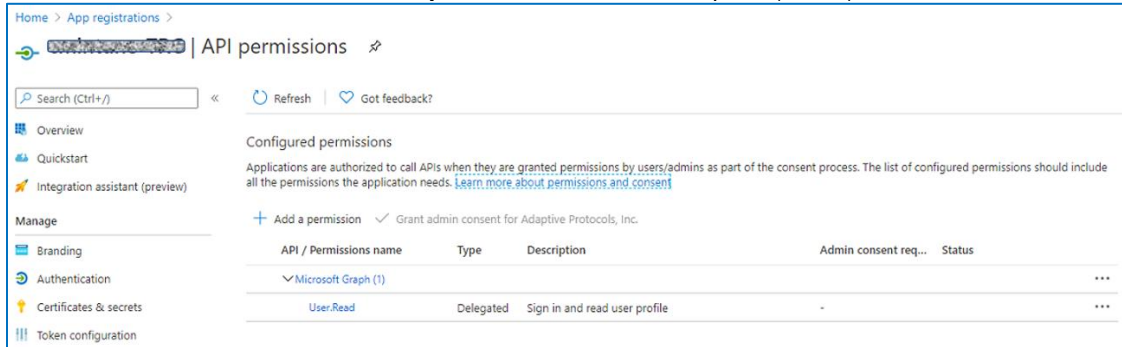 Home > App registrations >
| API permissions
Search (Ctrl+/)
«
Refresh
Got feedback?
Overview
Quickstart
Integration assistant (preview)
Manage
Branding
Authentication
Certificates & secrets
Token configuration
Configured permissions
Applications are authorized to call APIs when they are granted permissions by users/admins as part of the consent process. The list of configured permissions should include
all the permissions the application needs. Learn more about permissions and consent
+ Add a permission ✓ Grant admin consent for Adaptive Protocols, Inc.
API / Permissions name Type Description Admin consent req... Status
Microsoft Graph (1) ...
User.Read Delegated Sign in and read user profile - ...